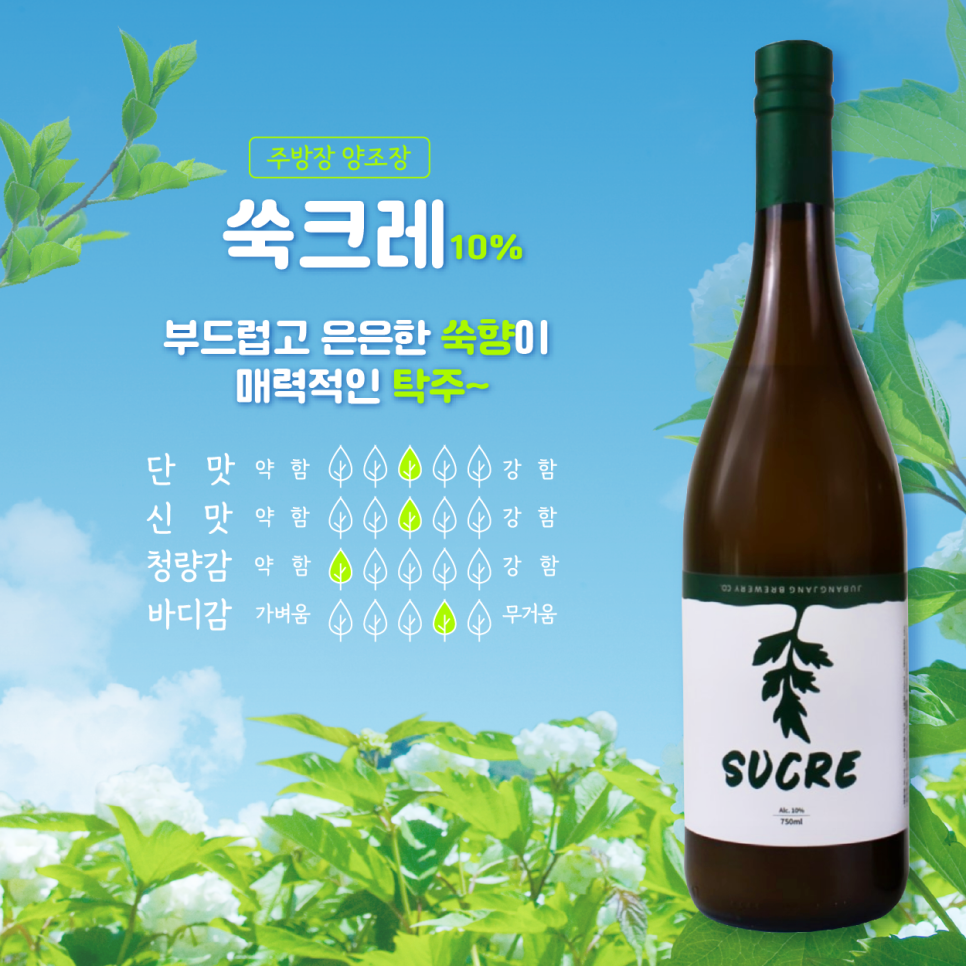 주방장 양조장
쑥크레 10%
부드럽고 은은한 쑥향이
매력적인 탁주~
단 맛 약 함 강 함
신 맛 약 함 강 함
청량감 약 함 강 함
바디감 가벼움 무거움
JUBANGJANG BREWERY CO.
SUCRE
Alc. 10%
750ml